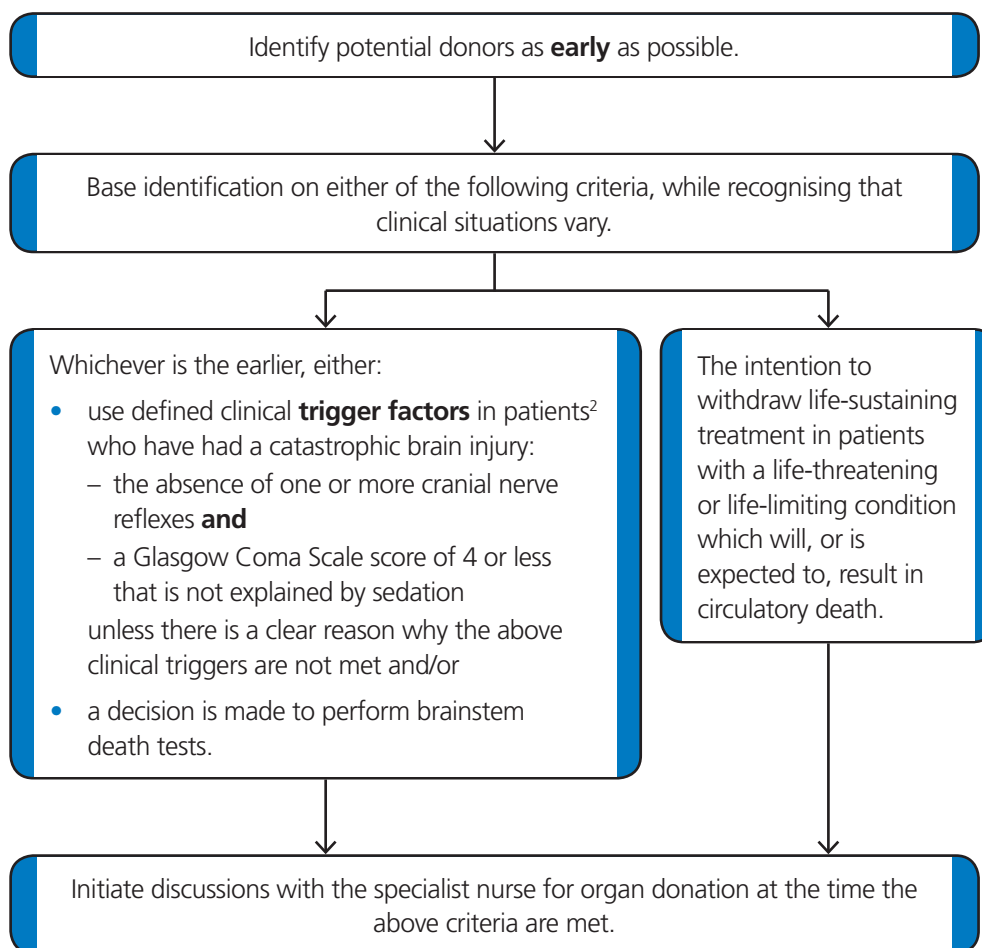 Identify potential donors as early as possible.
Base identification on either of the following criteria, while recognising that
clinical situations vary.
Whichever is the earlier, either:
• use defined clinical trigger factors in patients²
who have had a catastrophic brain injury:
– the absence of one or more cranial nerve
reflexes and
– a Glasgow Coma Scale score of 4 or less
that is not explained by sedation
unless there is a clear reason why the above
clinical triggers are not met and/or
• a decision is made to perform brainstem
death tests.
The intention to
withdraw life-sustaining
treatment in patients
with a life-threatening
or life-limiting condition
which will, or is
expected to, result in
circulatory death.
Initiate discussions with the specialist nurse for organ donation at the time the
above criteria are met.